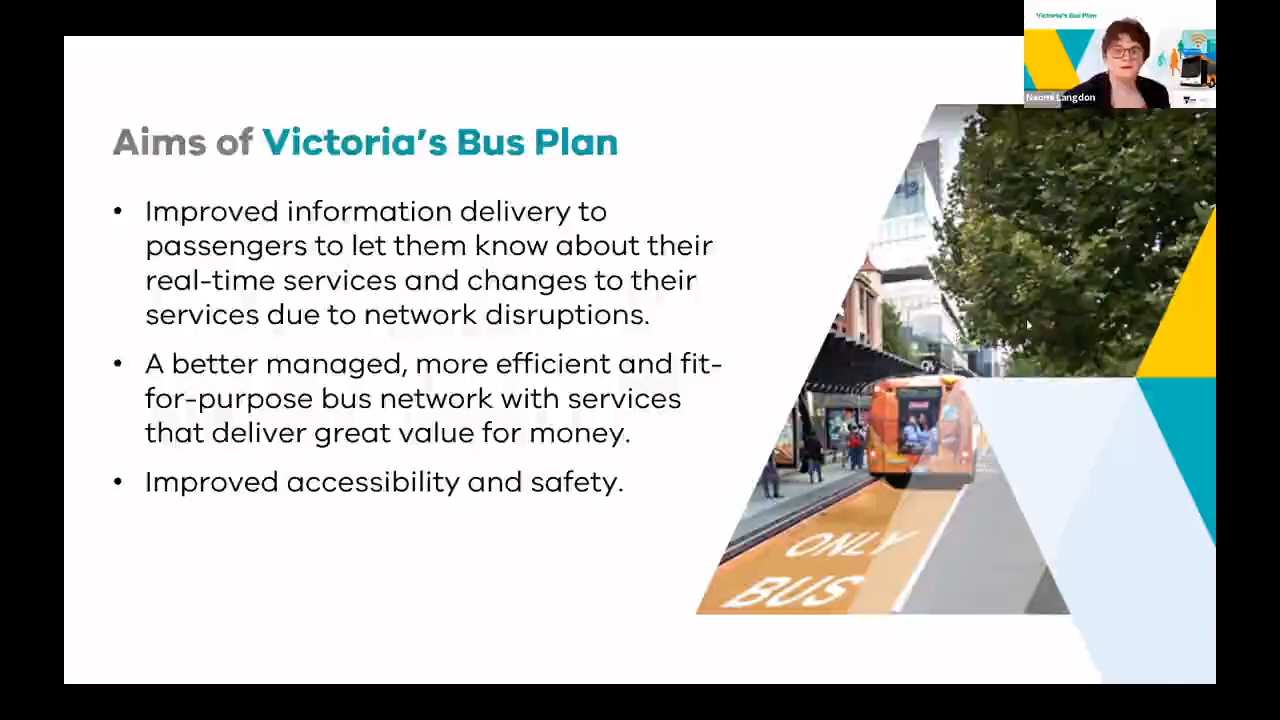 Victoria's Bus Plan
Naomi Langdon
Aims of Victoria's Bus Plan
• Improved information delivery to
passengers to let them know about their
real-time services and changes to their
services due to network disruptions.
• A better managed, more efficient and fit-
for-purpose bus network with services
that deliver great value for money.
• Improved accessibility and safety.
ONLY
BUS